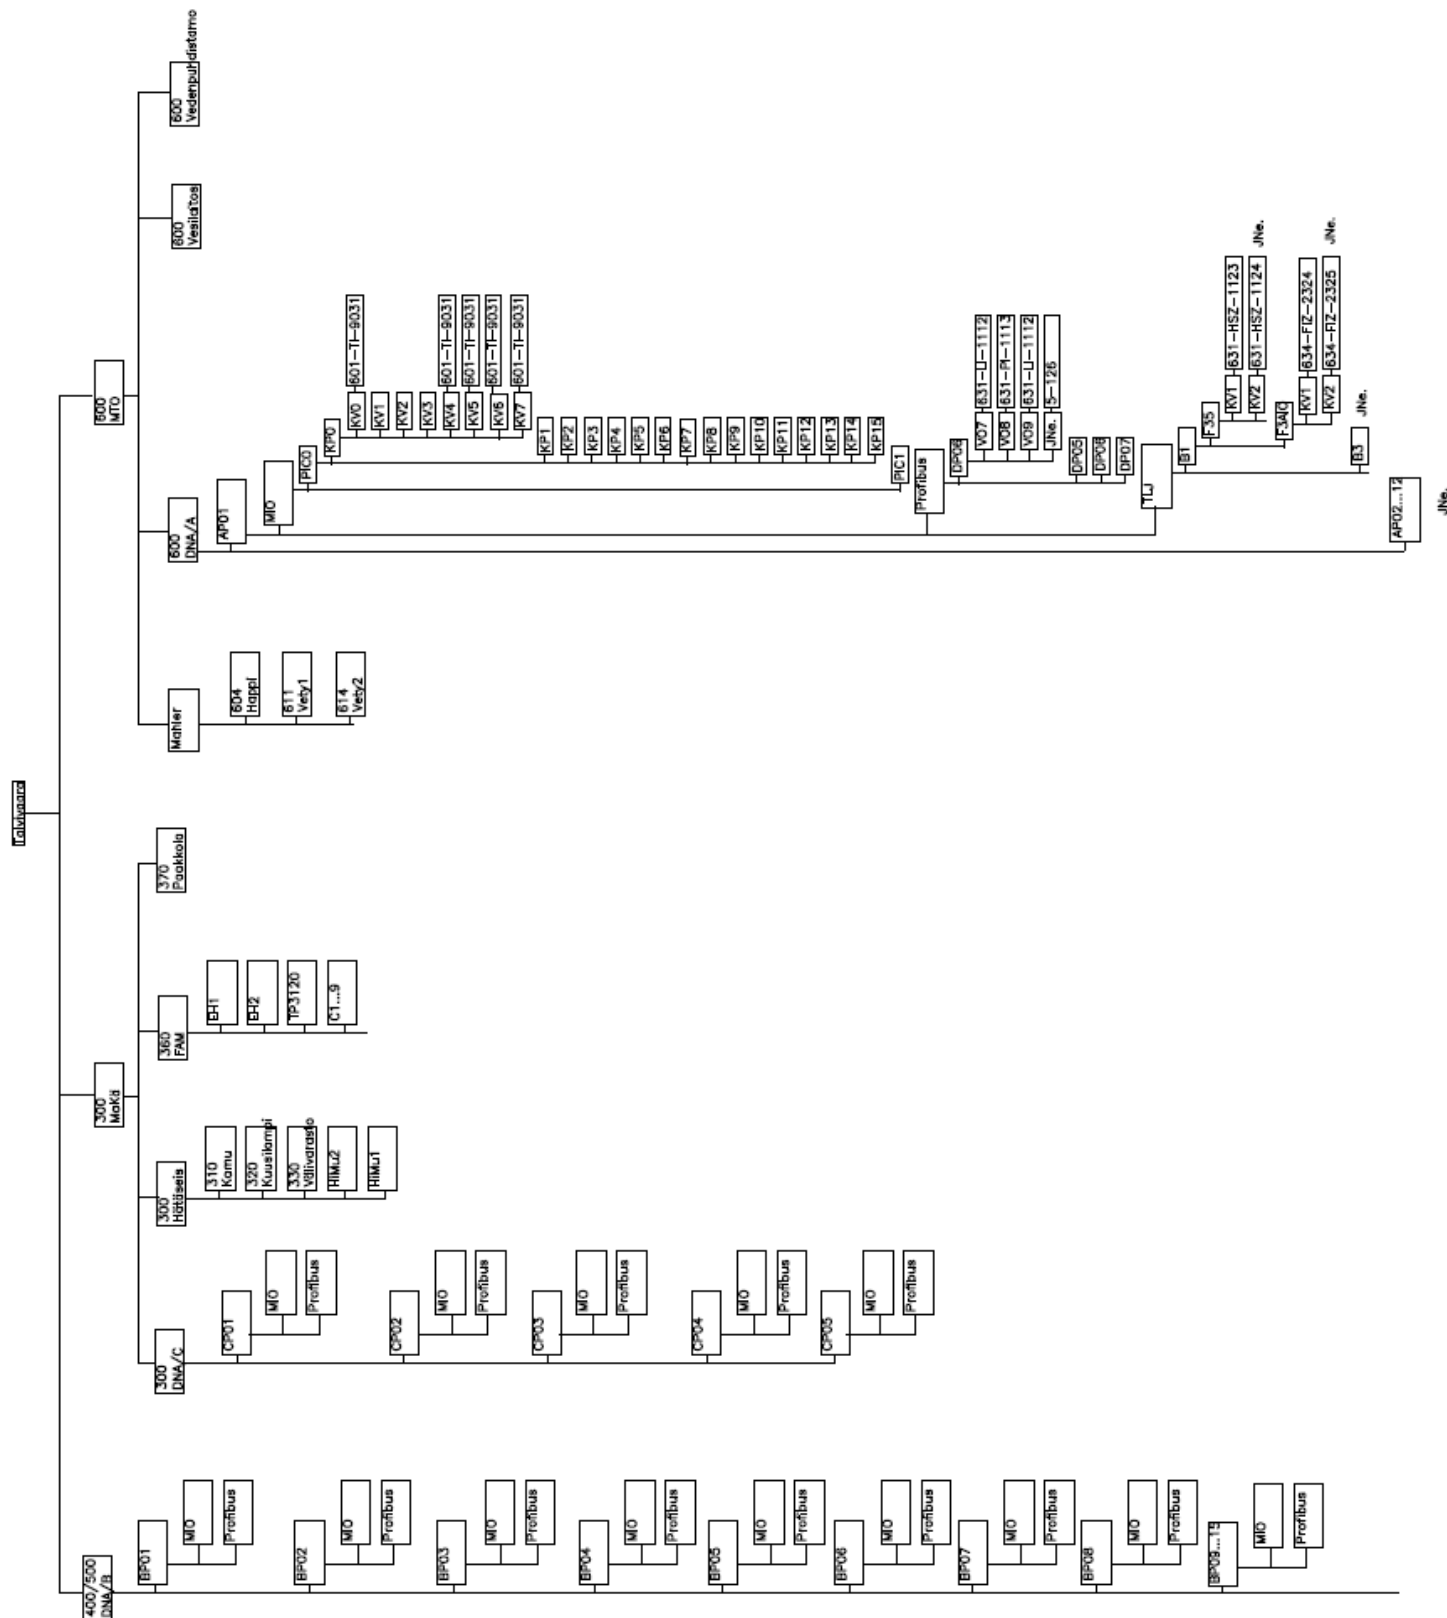 Talvivaara
400/500
DNA/B
BP01
MIO
Profibus
BP02
MIO
Profibus
BP03
MIO
Profibus
BP04
MIO
Profibus
BP05
MIO
Profibus
BP06
MIO
Profibus
BP07
MIO
Profibus
BP08
MIO
Profibus
BP09...15
MIO
Profibus
300
MaKä
300
DNA/C
CP01
MIO
Profibus
CP02
MIO
Profibus
CP03
MIO
Profibus
CP04
MIO
Profibus
CP05
MIO
Profibus
300
Hätäseis
310
Kamu
320
Kuusilampi
330
Välivarasto
HiMu2
HiMu1
360
FAM
EH1
EH2
TP3120
C1...9
370
Paakkola
600
MTO
Mahler
604
Happi
611
Vety1
614
Vety2
600
DNA/A
AP01
MIO
PIC0
KP0
KV0
601-TI-9031
KV1
KV2
KV3
KV4
601-TI-9031
KV5
601-TI-9031
KV6
601-TI-9031
KV7
601-TI-9031
KP1
KP2
KP3
KP4
KP5
KP6
KP7
KP8
KP9
KP10
KP11
KP12
KP13
KP14
KP15
PIC1
Profibus
DP06
V07
631-LI-1112
V08
631-PI-1113
V09
631-LI-1112
JNe.
5-126
DP05
DP06
DP07
TLJ
B1
F35
KV1
631-HSZ-1123
KV2
631-HSZ-1124
JNe.
F3AIO
KV1
634-FIZ-2324
KV2
634-FIZ-2325
JNe.
B3
JNe.
AP02...12
JNe.
600
Vesilaitos
600
Vedenpuhdistamo